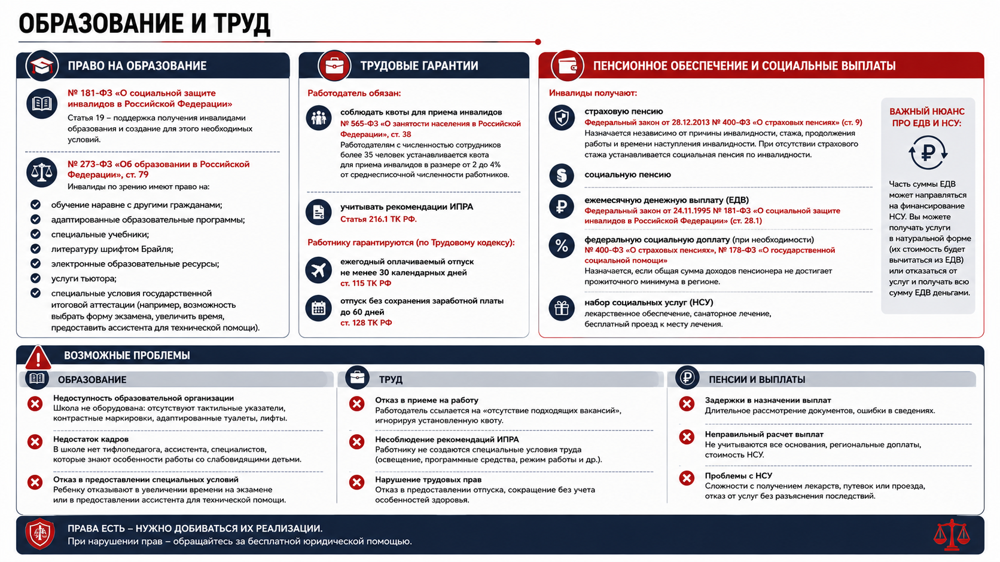 ОБРАЗОВАНИЕ И ТРУД
ПРАВО НА ОБРАЗОВАНИЕ
№ 181-ФЗ «О социальной защите
инвалидов в Российской Федерации»
Статья 19 – поддержка получения инвалидами
образования и создание для этого необходимых
условий.
№ 273-ФЗ «Об образовании в Российской
Федерации», ст. 79
Инвалиды по зрению имеют право на:
обучение наравне с другими гражданами;
адаптированные образовательные программы;
специальные учебники;
литературу шрифтом Брайля;
электронные образовательные ресурсы;
услуги тьютора;
специальные условия государственной
итоговой аттестации (например, возможность
выбрать форму экзамена, увеличить время,
предоставить ассистента для технической помощи).
ТРУДОВЫЕ ГАРАНТИИ
Работодатель обязан:
соблюдать квоты для приема инвалидов
№ 565-ФЗ «О занятости населения в Российской
Федерации», ст. 38
Работодателям с численностью сотрудников
более 35 человек устанавливается квота
для приема инвалидов в размере от 2 до 4%
от среднесписочной численности работников.
учитывать рекомендации ИПРА
Статья 216.1 ТК РФ.
Работнику гарантируются (по Трудовому кодексу):
ежегодный оплачиваемый отпуск
не менее 30 календарных дней
ст. 115 ТК РФ
отпуск без сохранения заработной платы
до 60 дней
ст. 128 ТК РФ
ПЕНСИОННОЕ ОБЕСПЕЧЕНИЕ И СОЦИАЛЬНЫЕ ВЫПЛАТЫ
Инвалиды получают:
страховую пенсию
Федеральный закон от 28.12.2013 № 400-ФЗ «О страховых пенсиях» (ст. 9)
Назначается независимо от причины инвалидности, стажа, продолжения
работы и времени наступления инвалидности. При отсутствии страхового
стажа устанавливается социальная пенсия по инвалидности.
$
социальную пенсию
₽
ежемесячную денежную выплату (ЕДВ)
Федеральный закон от 24.11.1995 № 181-ФЗ «О социальной защите
инвалидов в Российской Федерации» (ст. 28.1)
%
федеральную социальную доплату (при необходимости)
№ 400-ФЗ «О страховых пенсиях», № 178-ФЗ «О государственной
социальной помощи»
Назначается, если общая сумма доходов пенсионера не достигает
прожиточного минимума в регионе.
набор социальных услуг (НСУ)
лекарственное обеспечение, санаторное лечение,
бесплатный проезд к месту лечения.
ВАЖНЫЙ НЮАНС
ПРО ЕДВ И НСУ:
₽
Часть суммы ЕДВ
может направляться
на финансирование
НСУ. Вы можете
получать услуги
в натуральной форме
(их стоимость будет
вычитаться из ЕДВ)
или отказаться от
услуг и получать всю
сумму ЕДВ деньгами.
ВОЗМОЖНЫЕ ПРОБЛЕМЫ
ОБРАЗОВАНИЕ
Недоступность образовательной организации
Школа не оборудована: отсутствуют тактильные указатели,
контрастные маркировки, адаптированные туалеты, лифты.
Недостаток кадров
В школе нет тифлопедагога, ассистента, специалистов,
которые знают особенности работы со слабовидящими детьми.
Отказ в предоставлении специальных условий
Ребенку отказывают в увеличении времени на экзамене
или в предоставлении ассистента для технической помощи.
ТРУД
Отказ в приеме на работу
Работодатель ссылается на «отсутствие подходящих вакансий»,
игнорируя установленную квоту.
Несоблюдение рекомендаций ИПРА
Работнику не создаются специальные условия труда
(освещение, программные средства, режим работы и др.).
Нарушение трудовых прав
Отказ в предоставлении отпуска, сокращение без учета
особенностей здоровья.
₽
ПЕНСИИ И ВЫПЛАТЫ
Задержки в назначении выплат
Длительное рассмотрение документов, ошибки в сведениях.
Неправильный расчет выплат
Не учитываются все основания, региональные доплаты,
стоимость НСУ.
Проблемы с НСУ
Сложности с получением лекарств, путевок или проезда,
отказ от услуг без разъяснения последствий.
ПРАВА ЕСТЬ – НУЖНО ДОБИВАТЬСЯ ИХ РЕАЛИЗАЦИИ.
При нарушении прав – обращайтесь за бесплатной юридической помощью.